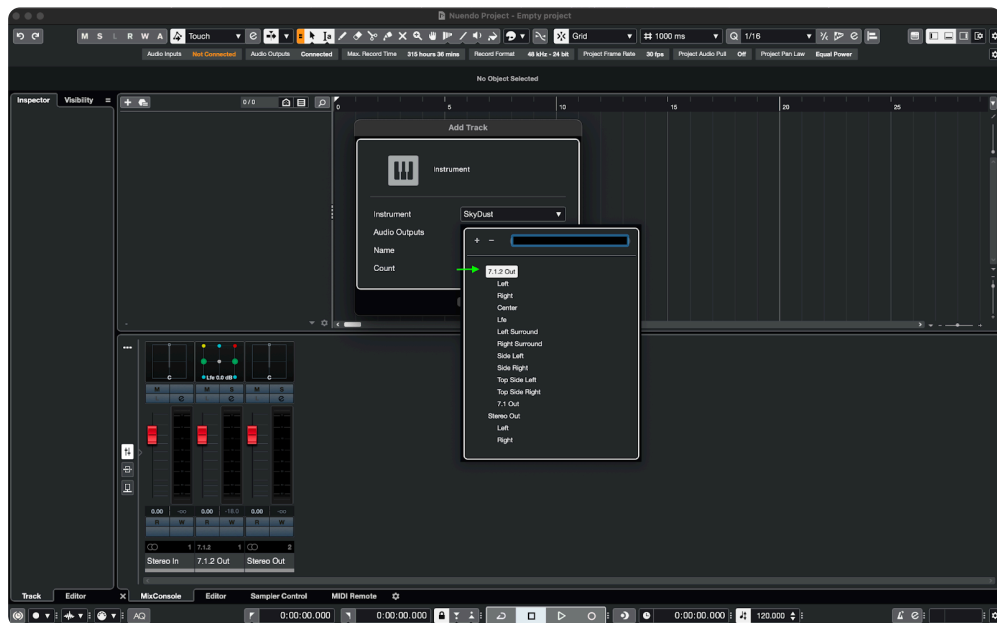 Nuendo Project - Empty project
M S L R W A Touch Grid 1000 ms Q 1/16
Audio Inputs Not Connected Audio Outputs Connected Max. Record Time 315 hours 36 mins Record Format 48 kHz - 24 bit Project Frame Rate 30 fps Project Audio Pull Off Project Pan Law Equal Power
No Object Selected
Inspector Visibility 0/0 0 5 10 15 20 25
Add Track
Instrument
Instrument SkyDust
Audio Outputs
Name
Count
7.1.2 Out
Left
Right
Center
Lfe
Left Surround
Right Surround
Side Left
Side Right
Top Side Left
Top Side Right
7.1 Out
Stereo Out
Left
Right
C Lfe 0.0 dB C
M M S M S
0.00 -oo 0.00 -18.0 0.00 -oo
R W R W R W
1 7.1.2 1 2
Stereo In 7.1.2 Out Stereo Out
Track Editor MixConsole Editor Sampler Control MIDI Remote
AQ 0:00:00.000 0:00:00.000 0:00:00.000 120.000